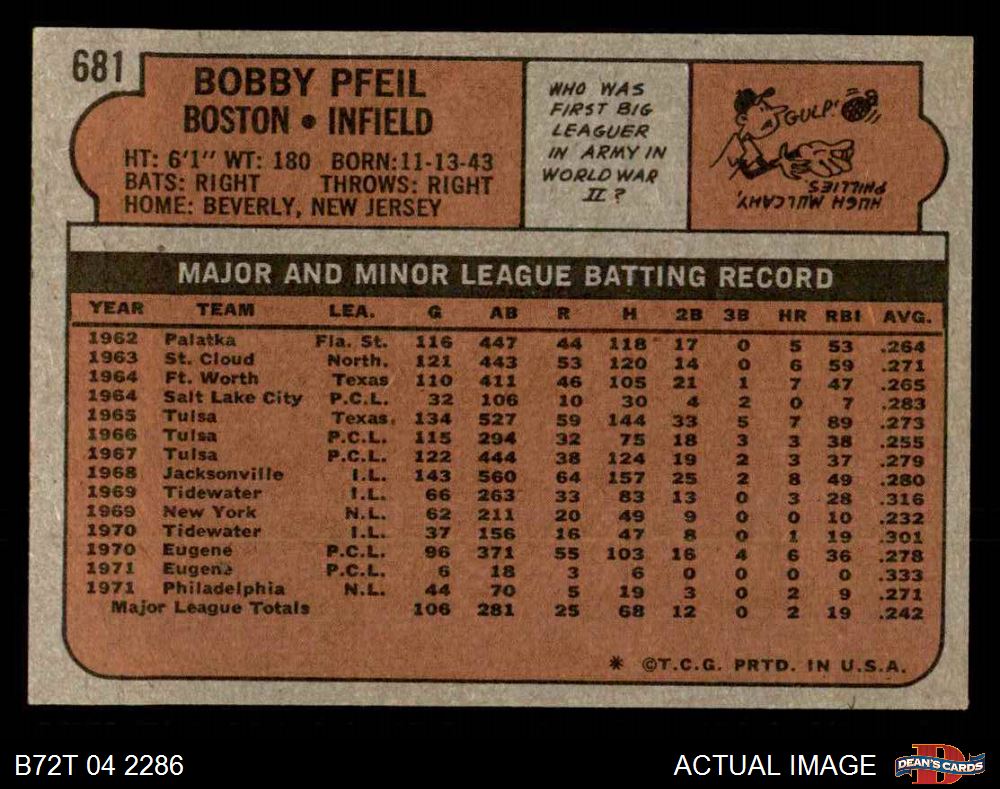 681
BOBBY PFEIL
BOSTON • INFIELD
HT: 6'1" WT: 180 BORN: 11-13-43
BATS: RIGHT THROWS: RIGHT
HOME: BEVERLY, NEW JERSEY
WHO WAS
FIRST BIG
LEAGUER
IN ARMY IN
WORLD WAR
II?
GULP!
HUGH MULCAHY,
PHILLIES.
MAJOR AND MINOR LEAGUE BATTING RECORD
YEAR TEAM LEA. G AB R H 2B 3B HR RBI AVG.
1962 Palatka Fla. St. 116 447 44 118 17 0 5 53 .264
1963 St. Cloud North. 121 443 53 120 14 0 6 59 .271
1964 Ft. Worth Texas 110 411 46 105 21 1 7 47 .265
1964 Salt Lake City P.C.L. 32 106 10 30 4 2 0 7 .283
1965 Tulsa Texas. 134 527 59 144 33 5 7 89 .273
1966 Tulsa P.C.L. 115 294 32 75 18 3 3 38 .255
1967 Tulsa P.C.L. 122 444 38 124 19 2 3 37 .279
1968 Jacksonville I.L. 143 560 64 157 25 2 8 49 .280
1969 Tidewater I.L. 66 263 33 83 13 0 3 28 .316
1969 New York N.L. 62 211 20 49 9 0 0 10 .232
1970 Tidewater I.L. 37 156 16 47 8 0 1 19 .301
1970 Eugene P.C.L. 96 371 55 103 16 4 6 36 .278
1971 Eugene P.C.L. 6 18 3 6 0 0 0 0 .333
1971 Philadelphia N.L. 44 70 5 19 3 0 2 9 .271
Major League Totals 106 281 25 68 12 0 2 19 .242
* ©T.C.G. PRTD. IN U.S.A.
B72T 04 2286
ACTUAL IMAGE
D
DEAN'S CARDS